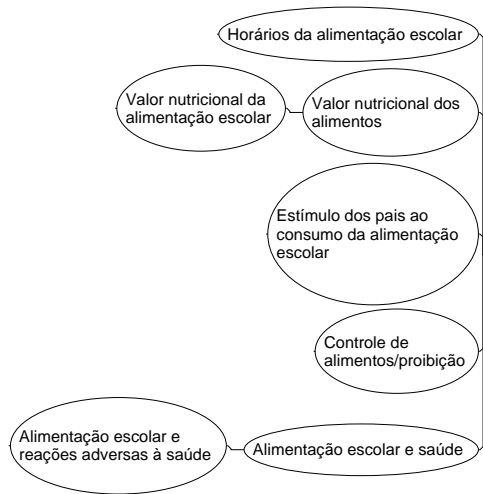 Horários da alimentação escolar
Valor nutricional da
alimentação escolar
Valor nutricional dos
alimentos
Estímulo dos pais ao
consumo da alimentação
escolar
Controle de
alimentos/proibição
Alimentação escolar e
reações adversas à saúde
Alimentação escolar e saúde